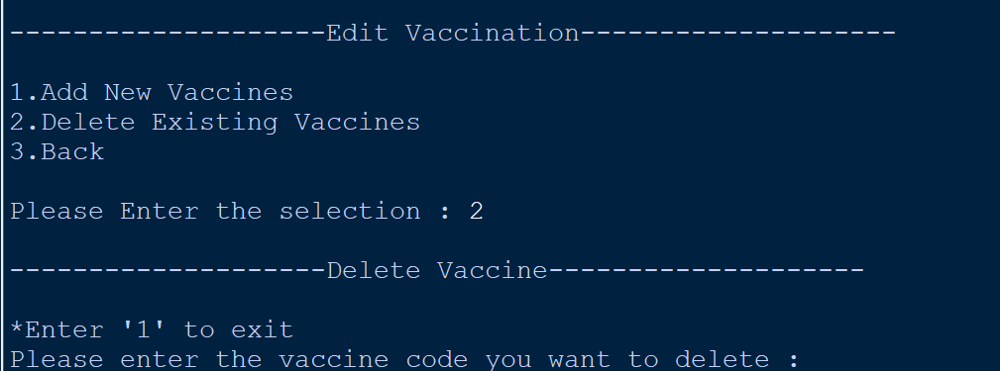 --------------------Edit Vaccination--------------------
1.Add New Vaccines
2.Delete Existing Vaccines
3.Back
Please Enter the selection : 2
--------------------Delete Vaccine--------------------
*Enter '1' to exit
Please enter the vaccine code you want to delete :